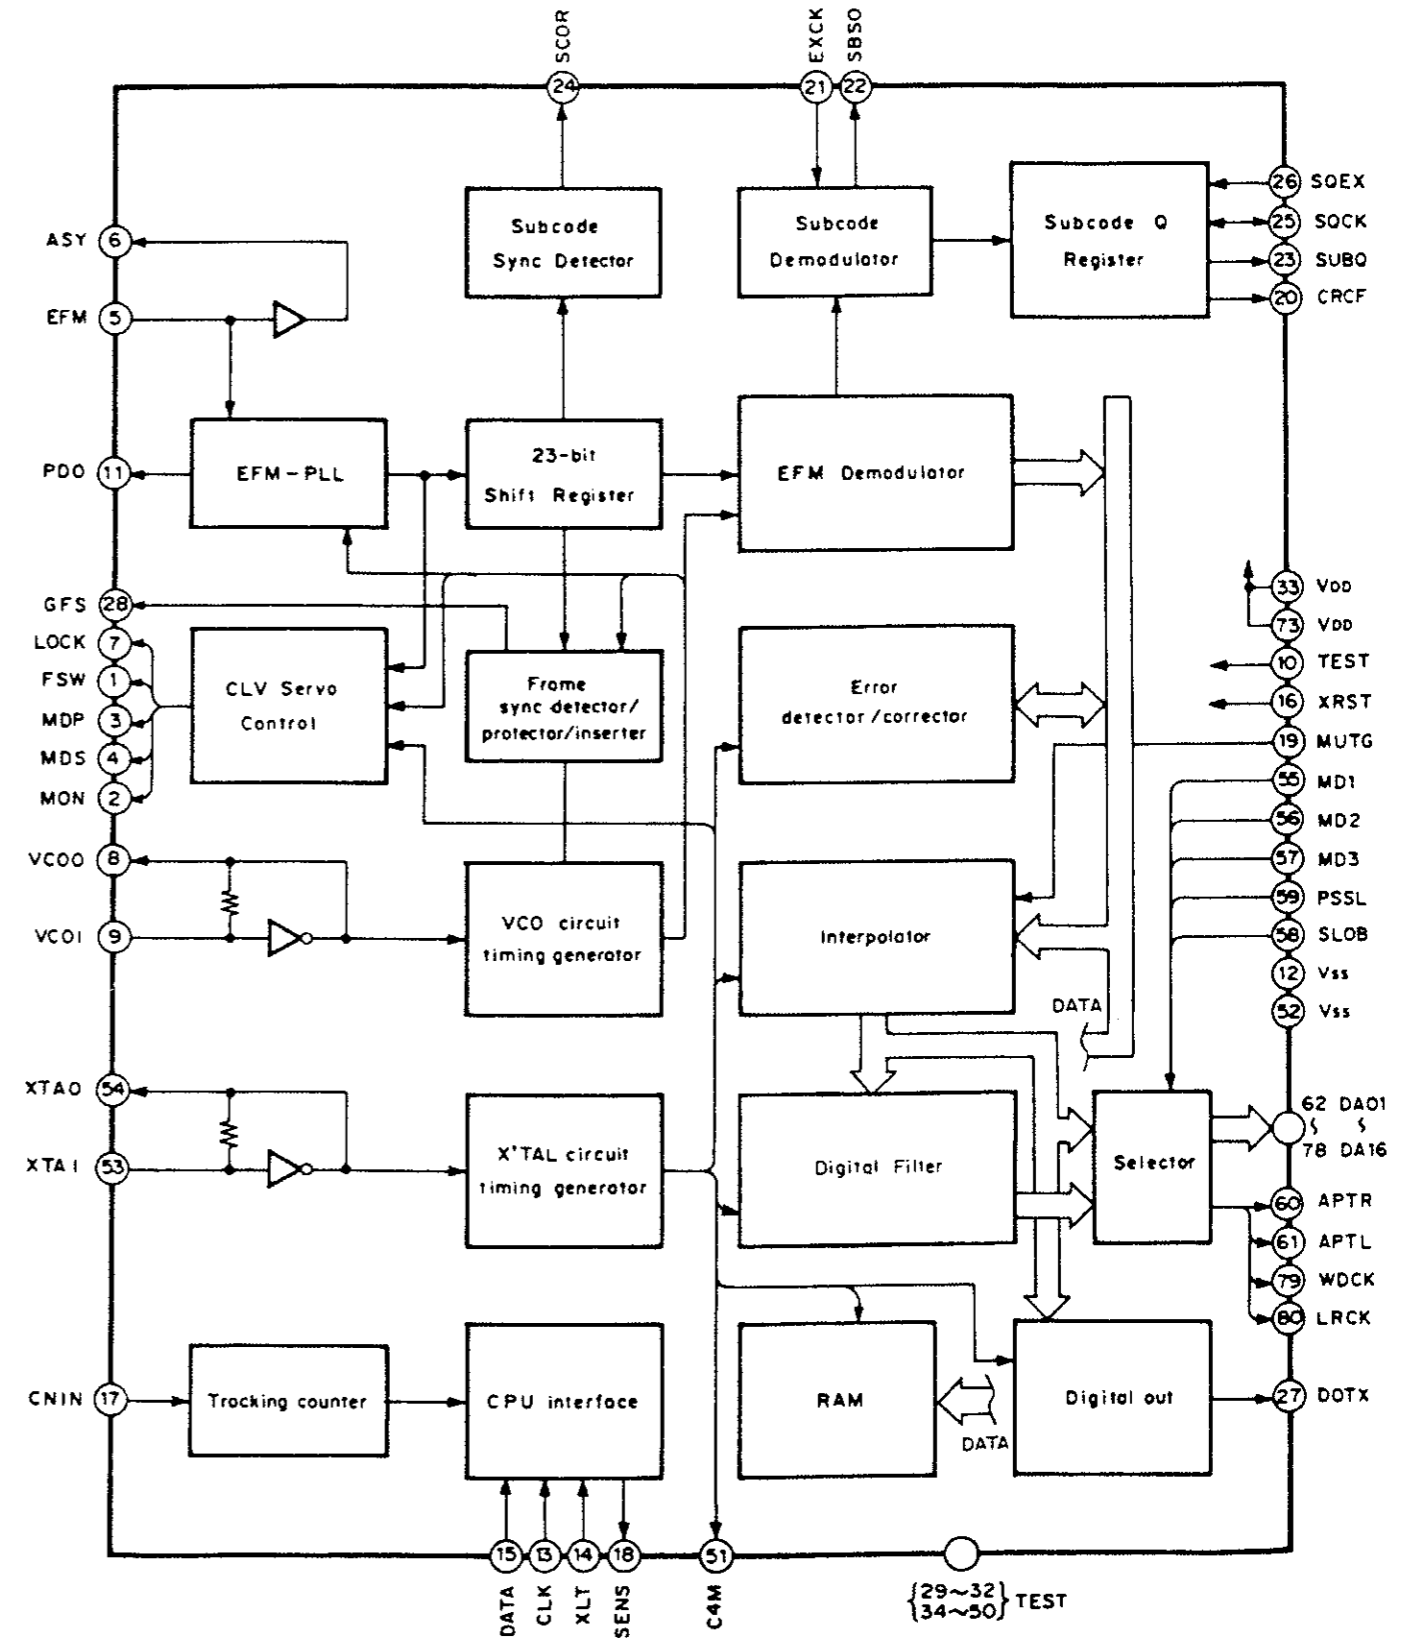 SCOR
EXCK
SBSO
24
21
22
Subcode
Sync Detector
Subcode
Demodulator
Subcode Q
Register
26 SQEX
25 SQCK
23 SUBQ
20 CRCF
ASY 6
EFM 5
PDO 11
EFM-PLL
23-bit
Shift Register
EFM Demodulator
GFS 28
LOCK 7
FSW 1
MDP 3
MDS 4
MON 2
CLV Servo
Control
Frame
sync detector/
protector/inserter
Error
detector/corrector
33 VDD
73 VDD
10 TEST
16 XRST
19 MUTG
55 MD1
56 MD2
57 MD3
59 PSSL
58 SLOB
12 Vss
52 Vss
VCOO 8
VCOI 9
VCO circuit
timing generator
Interpolator
DATA
XTAO 54
XTAI 53
X'TAL circuit
timing generator
Digital Filter
Selector
62 DA01
~ ~
78 DA16
60 APTR
61 APTL
79 WDCK
80 LRCK
CNIN 17
Tracking counter
CPU interface
RAM
DATA
Digital out
27 DOTX
15
13
14
18
51
DATA
CLK
XLT
SENS
C4M
{29~32
34~50} TEST